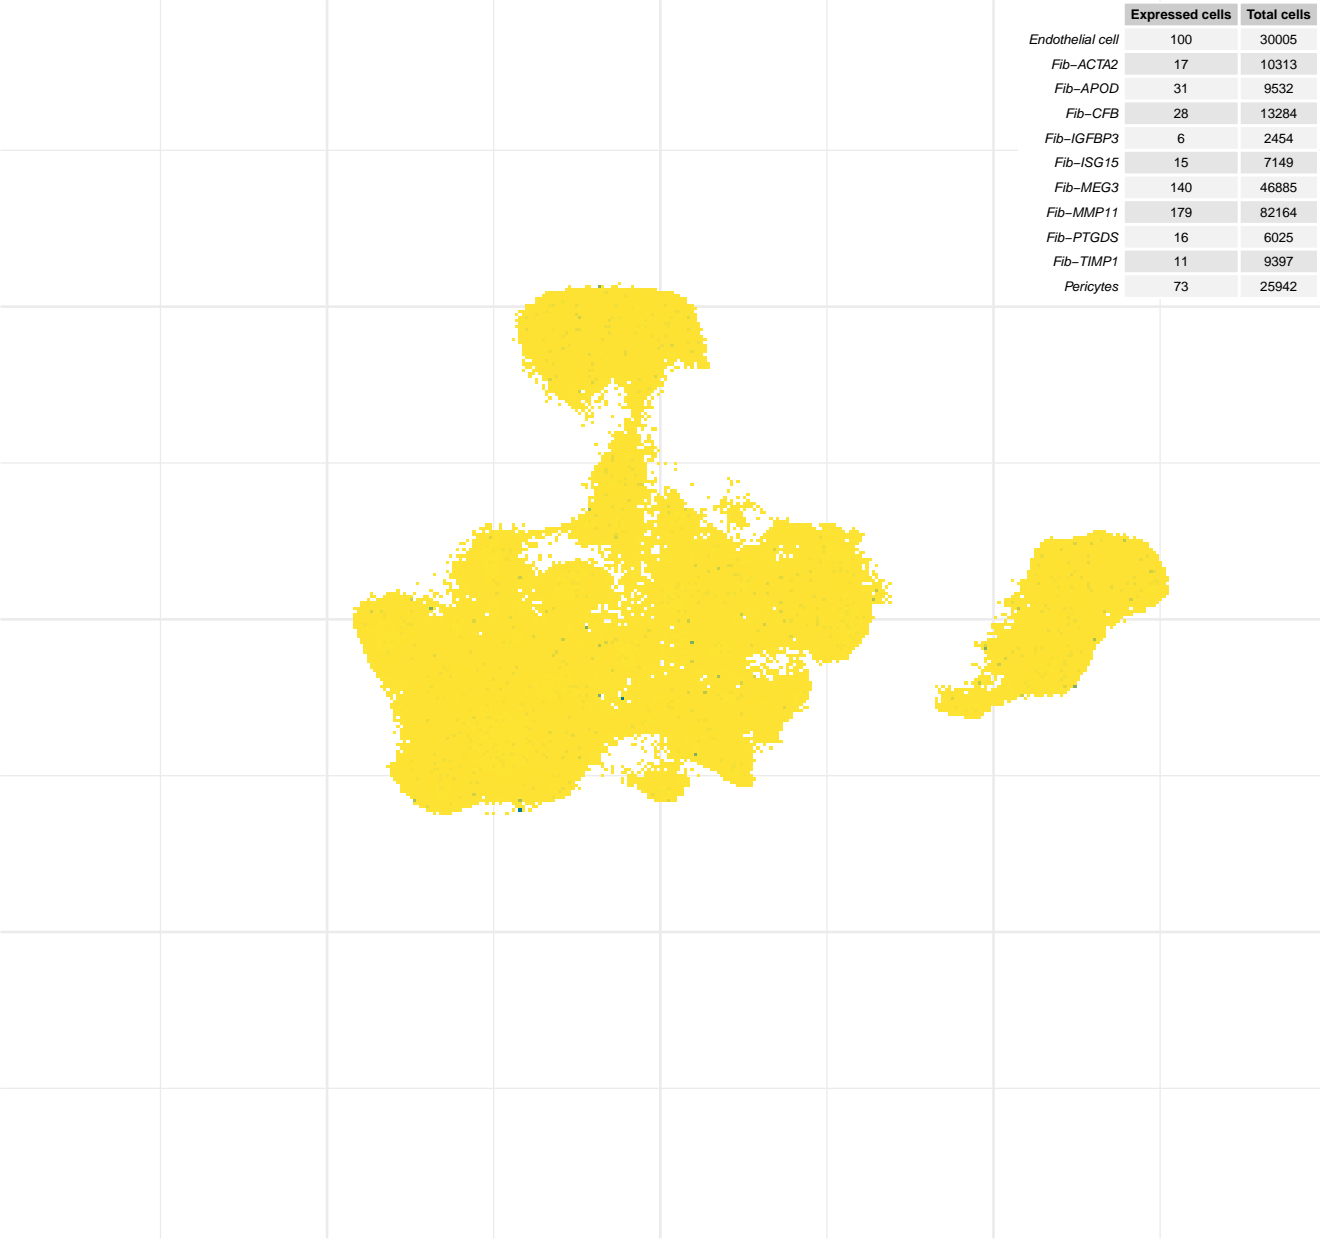 Expressed cells Total cells
Endothelial cell 100 30005
Fib−ACTA2 17 10313
Fib−APOD 31 9532
Fib−CFB 28 13284
Fib−IGFBP3 6 2454
Fib−ISG15 15 7149
Fib−MEG3 140 46885
Fib−MMP11 179 82164
Fib−PTGDS 16 6025
Fib−TIMP1 11 9397
Pericytes 73 25942